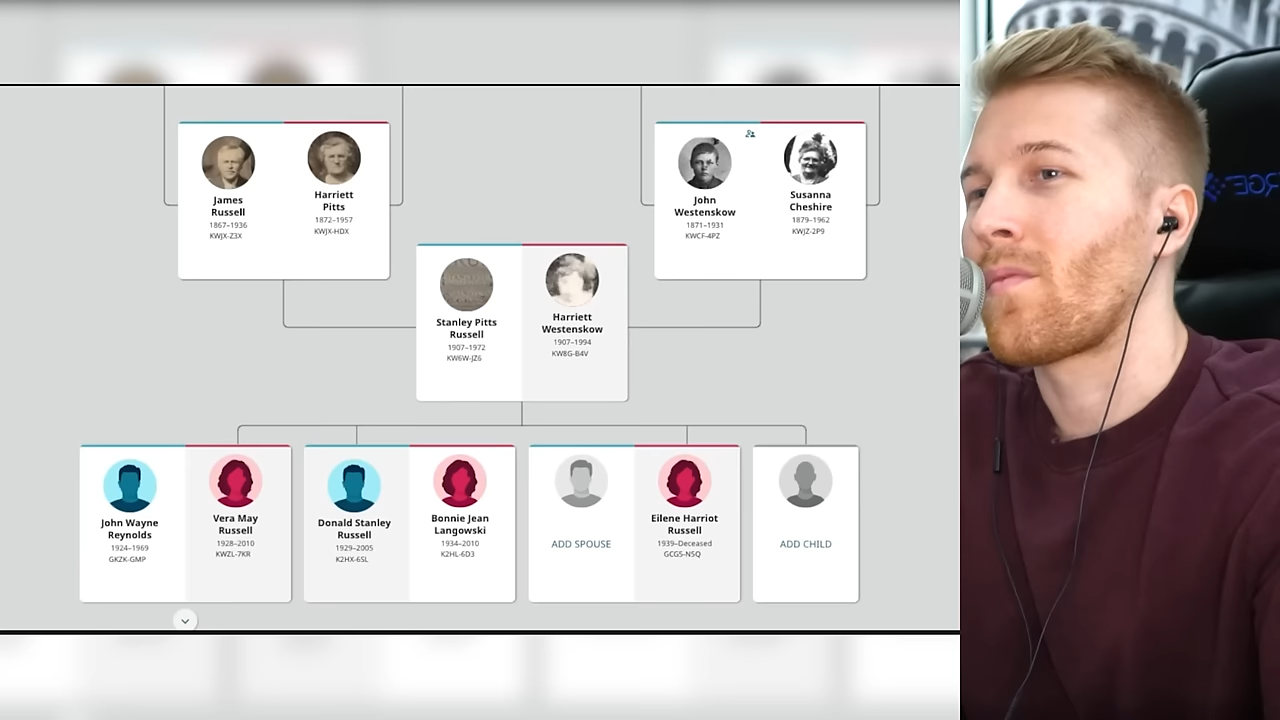 James
Russell
1867–1936
KWJX-Z3X
Harriett
Pitts
1872–1957
KWJX-HDX
John
Westenskow
1871–1931
KWCF-4PZ
Susanna
Cheshire
1879–1962
KWJZ-2P9
Stanley Pitts
Russell
1907–1972
KW6W-JZ6
Harriett
Westenskow
1907–1994
KW8G-B4V
John Wayne
Reynolds
1924–1969
GKZK-GMP
Vera May
Russell
1928–2010
KWZL-7KR
Donald Stanley
Russell
1929–2005
K2HX-6SL
Bonnie Jean
Langowski
1934–2010
K2HL-6D3
ADD SPOUSE
Eilene Harriot
Russell
1939–Deceased
GCG5-N5Q
ADD CHILD